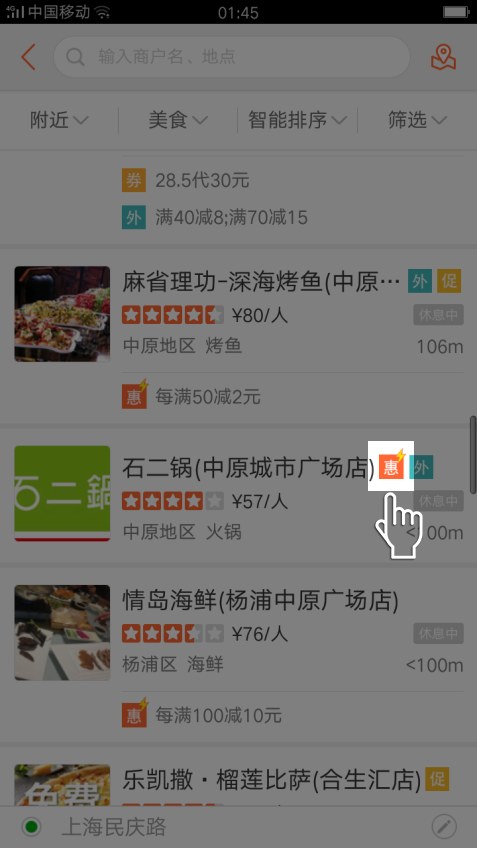 4G 中国移动 01:45
输入商户名、地点
附近 美食 智能排序 筛选
券 28.5代30元
外 满40减8;满70减15
麻省理功-深海烤鱼(中原… 外 促
¥80/人 休息中
中原地区 烤鱼 106m
惠 每满50减2元
石二锅(中原城市广场店) 惠 外
石二鍋
¥57/人 休息中
中原地区 火锅 <100m
情岛海鲜(杨浦中原广场店)
¥76/人 休息中
杨浦区 海鲜 <100m
惠 每满100减10元
乐凯撒·榴莲比萨(合生汇店) 促
免费
上海民庆路